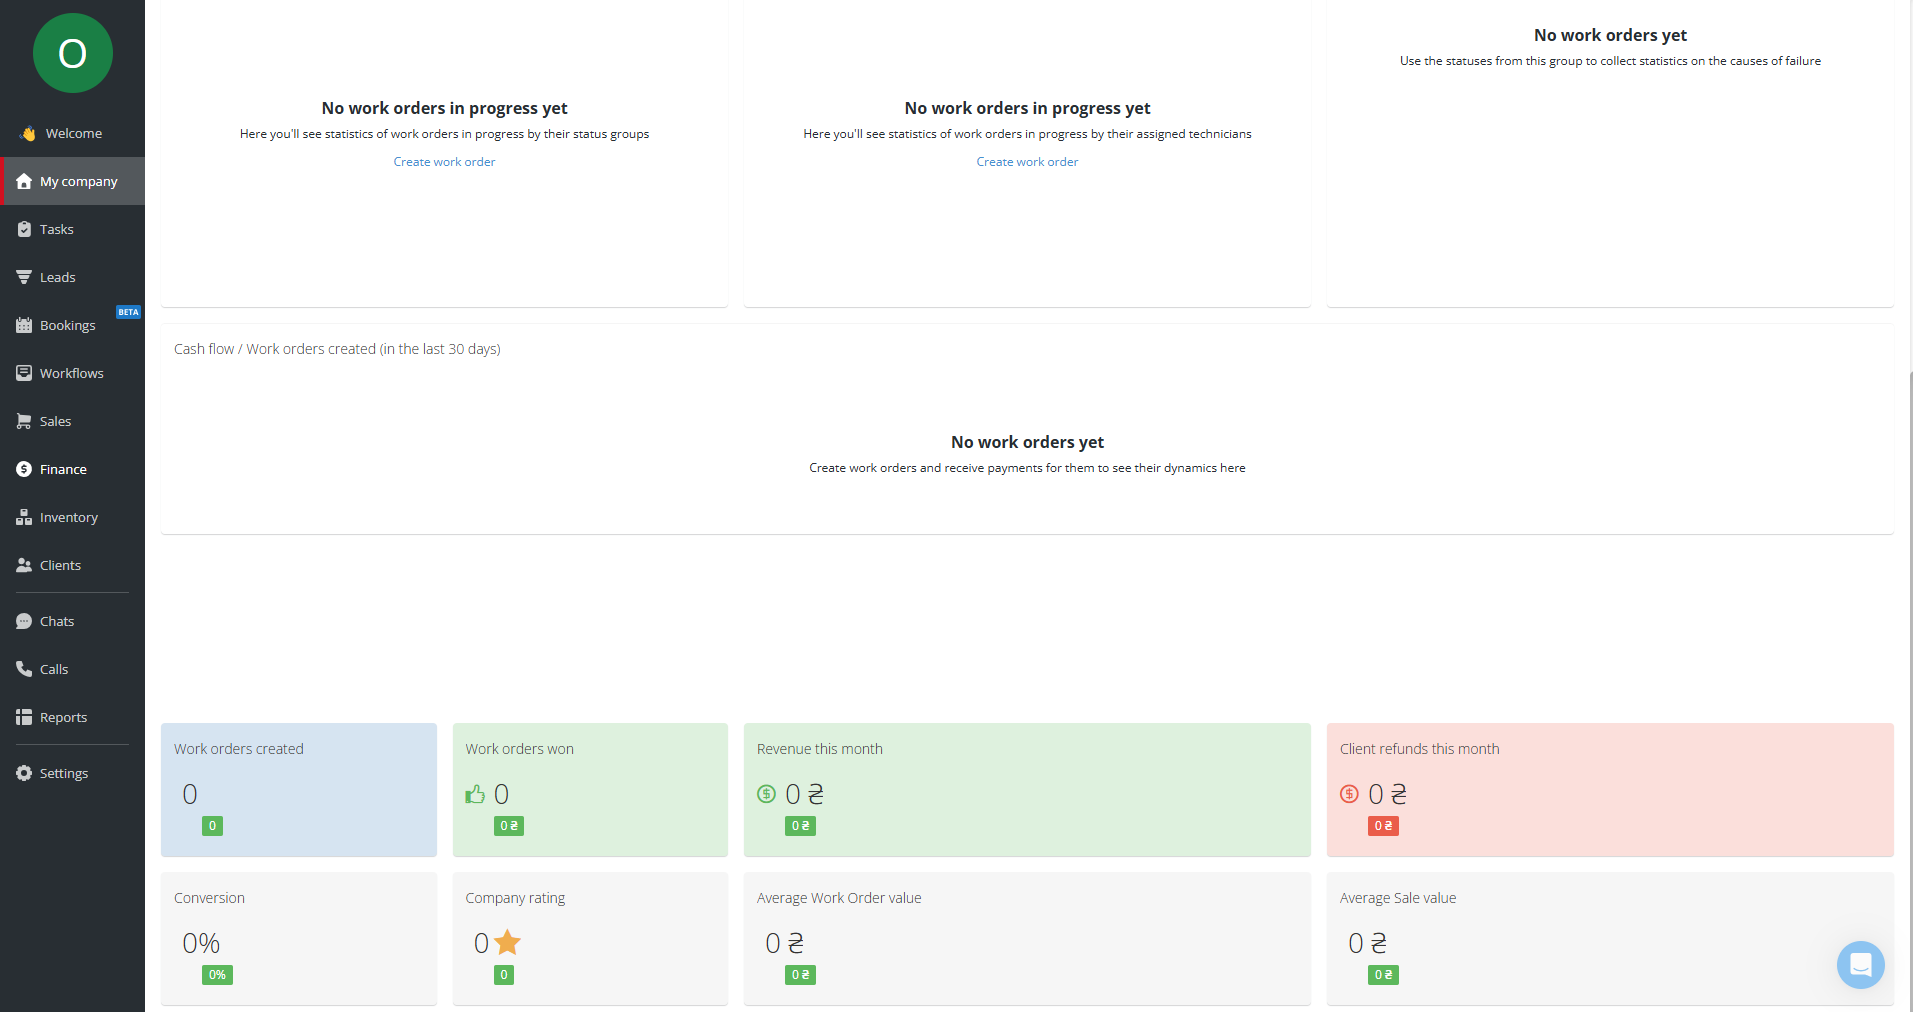 O
Welcome
My company
Tasks
Leads
BETA
Bookings
Workflows
Sales
Finance
Inventory
Clients
Chats
Calls
Reports
Settings
No work orders in progress yet
Here you'll see statistics of work orders in progress by their status groups
Create work order
No work orders in progress yet
Here you'll see statistics of work orders in progress by their assigned technicians
Create work order
No work orders yet
Use the statuses from this group to collect statistics on the causes of failure
Cash flow / Work orders created (in the last 30 days)
No work orders yet
Create work orders and receive payments for them to see their dynamics here
Work orders created
0
0
Work orders won
0
0 ₴
Revenue this month
0 ₴
0 ₴
Client refunds this month
0 ₴
0 ₴
Conversion
0%
0%
Company rating
0
0
Average Work Order value
0 ₴
0 ₴
Average Sale value
0 ₴
0 ₴